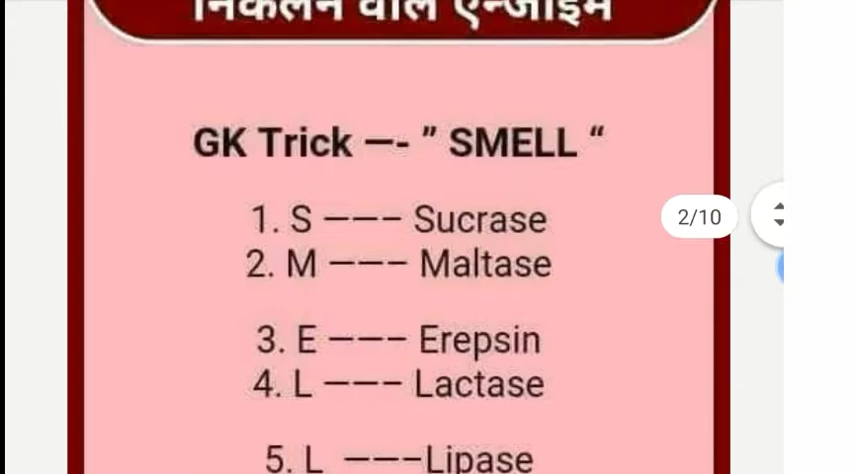 निकलने वाले एन्जाइम
GK Trick —- ” SMELL “
1. S ––– Sucrase
2. M ––– Maltase
2/10
3. E ––– Erepsin
4. L ––– Lactase
5. L –––Lipase